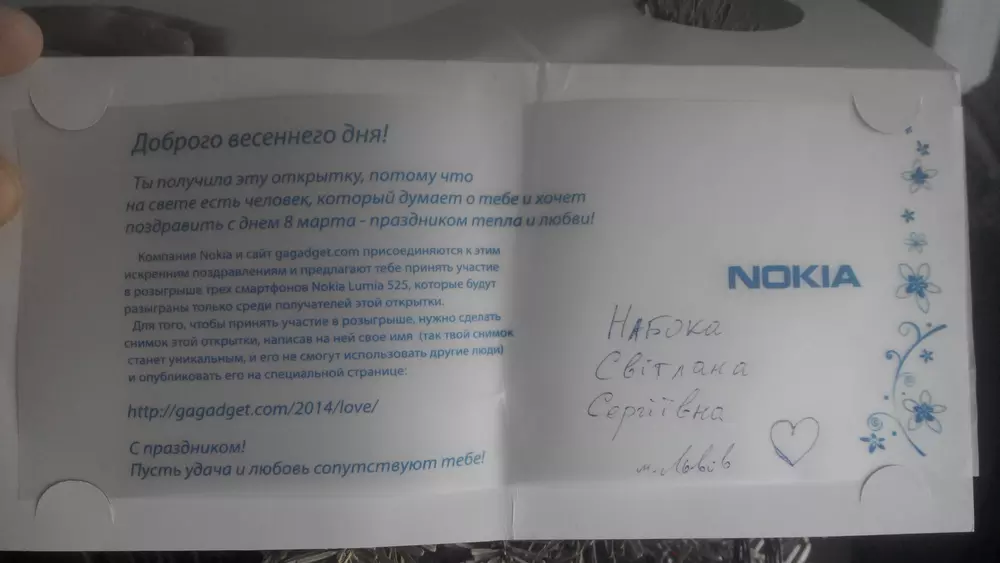 Доброго весеннего дня!
Ты получила эту открытку, потому что
на свете есть человек, который думает о тебе и хочет
поздравить с днем 8 марта - праздником тепла и любви!
Компания Nokia и сайт gagadget.com присоединяются к этим
искренним поздравлениям и предлагают тебе принять участие
в розыгрыше трех смартфонов Nokia Lumia 525, которые будут
разыграны только среди получателей этой открытки.
Для того, чтобы принять участие в розыгрыше, нужно сделать
снимок этой открытки, написав на ней свое имя (так твой снимок
станет уникальным, и его не смогут использовать другие люди)
и опубликовать его на специальной странице:
http://gagadget.com/2014/love/
С праздником!
Пусть удача и любовь сопутствуют тебе!
NOKIA
Набока
Світлана
Сергіївна
м. Львів